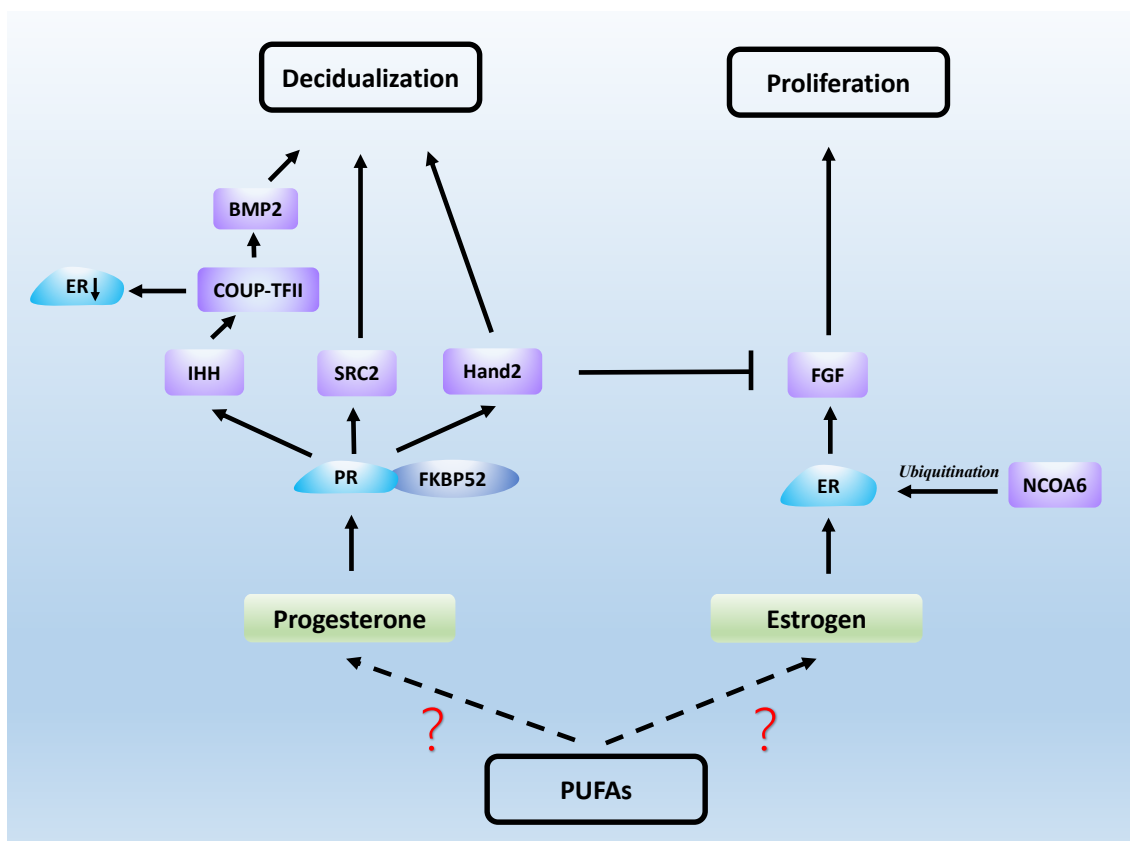 Decidualization
Proliferation
BMP2
ER↓
COUP-TFII
IHH
SRC2
Hand2
FGF
PR
FKBP52
ER
Ubiquitination
NCOA6
Progesterone
Estrogen
?
?
PUFAs